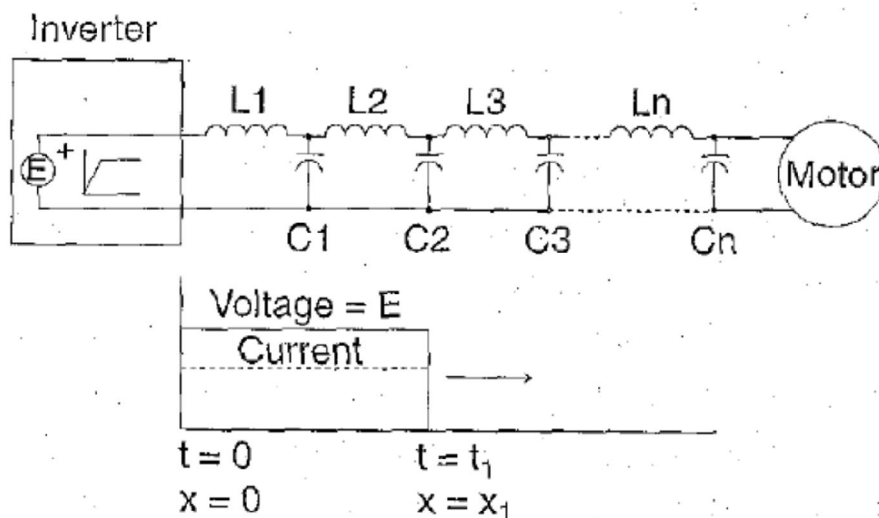 Inverter
L1 L2 L3 Ln
E +
Motor
C1 C2 C3 Cn
Voltage = E
Current
t = 0 t = t₁
x = 0 x = x₁